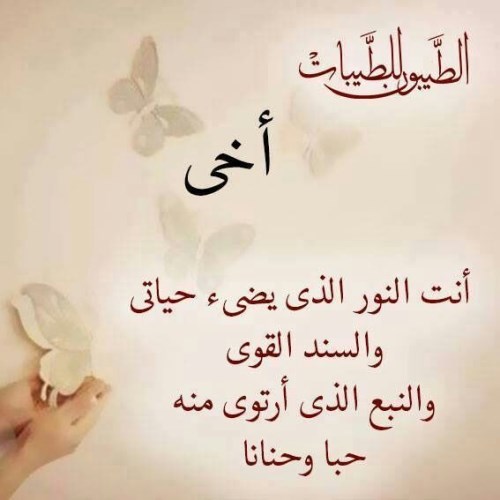 الطَّيبون للطَّيبات
أخى
أنت النور الذى يضىء حياتى
والسند القوى
والنبع الذى أرتوى منه
حبا وحنانا